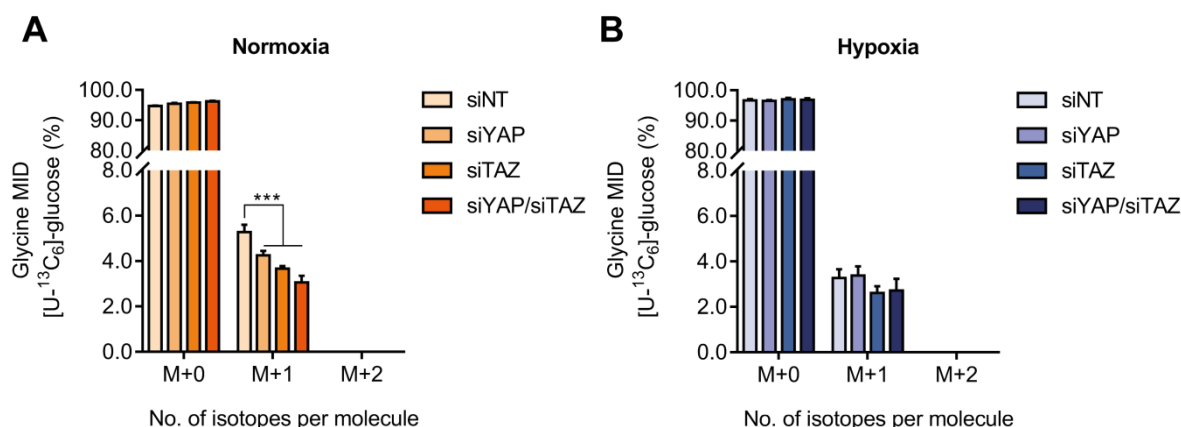 A
Normoxia
Glycine MID
[U-¹³C₆]-glucose (%)
100.0
90.0
80.0
8.0
6.0
4.0
2.0
0.0
***
M+0 M+1 M+2
No. of isotopes per molecule
siNT
siYAP
siTAZ
siYAP/siTAZ
B
Hypoxia
Glycine MID
[U-¹³C₆]-glucose (%)
100.0
90.0
80.0
8.0
6.0
4.0
2.0
0.0
M+0 M+1 M+2
No. of isotopes per molecule
siNT
siYAP
siTAZ
siYAP/siTAZ